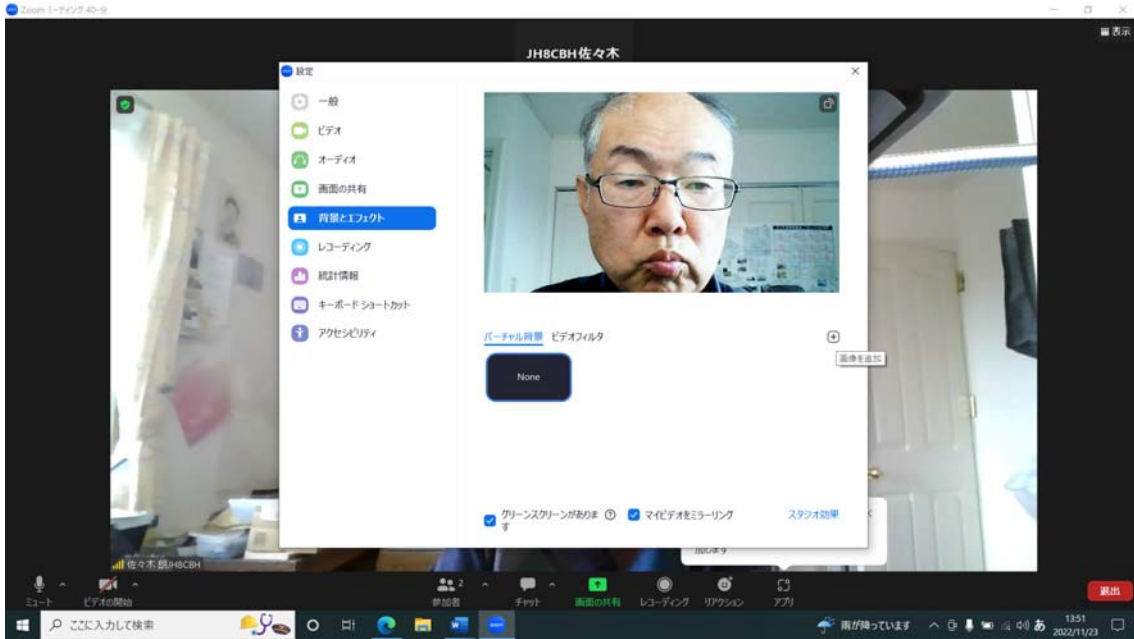 Zoom ミーティング 40-分
表示
JH8CBH佐々木
設定
一般
ビデオ
オーディオ
画面の共有
背景とエフェクト
レコーディング
統計情報
キーボード ショートカット
アクセシビリティ
バーチャル背景 ビデオフィルタ
画像を追加
None
グリーンスクリーンがありま
す
マイビデオをミラーリング
スタジオ効果
加します
JH8CBH
ミュート
ビデオの開始
2
参加者
チャット
画面の共有
レコーディング
リアクション
アプリ
退出
ここに入力して検索
雨が降っています
あ
13:51
2022/11/23